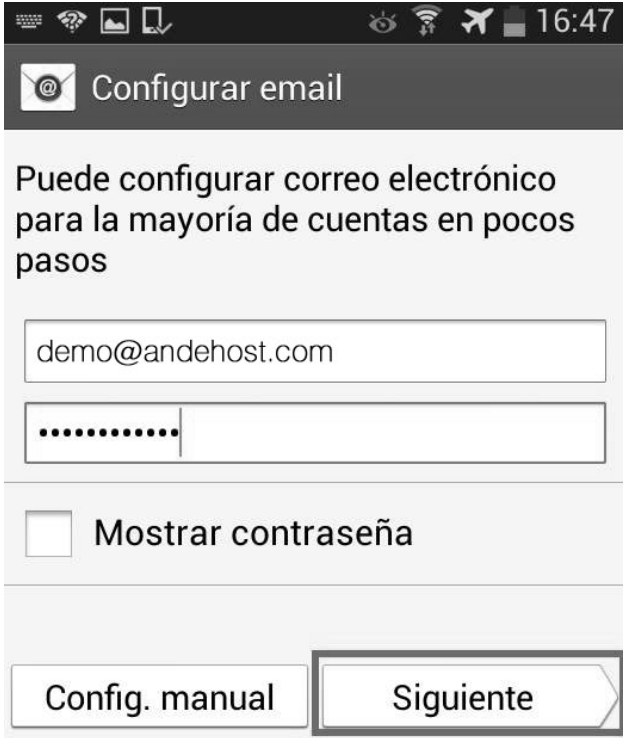 16:47
Configurar email
Puede configurar correo electrónico
para la mayoría de cuentas en pocos
pasos
demo@andehost.com
••••••••••••
Mostrar contraseña
Config. manual
Siguiente